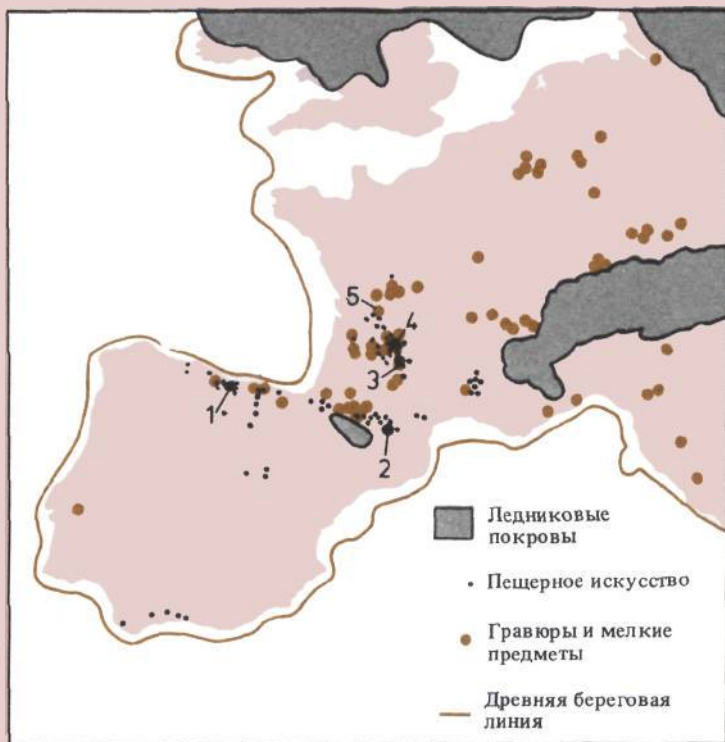 5
4
3
1
2
Ледниковые
покровы
Пещерное искусство
Гравюры и мелкие
предметы
Древняя береговая
линия